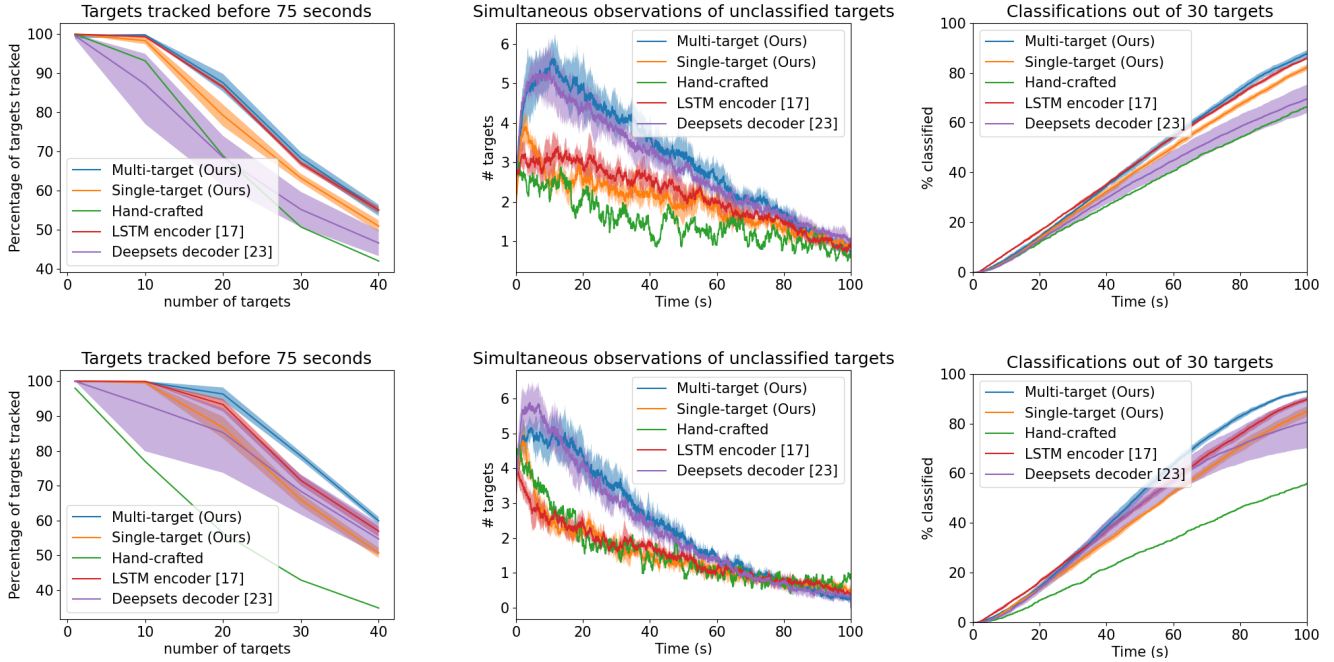 Targets tracked before 75 seconds
Percentage of targets tracked
100
90
80
70
60
50
40
0 10 20 30 40
number of targets
Multi-target (Ours)
Single-target (Ours)
Hand-crafted
LSTM encoder [17]
Deepsets decoder [23]
Simultaneous observations of unclassified targets
# targets
6
5
4
3
2
1
0 20 40 60 80 100
Time (s)
Multi-target (Ours)
Single-target (Ours)
Hand-crafted
LSTM encoder [17]
Deepsets decoder [23]
Classifications out of 30 targets
% classified
100
80
60
40
20
0
0 20 40 60 80 100
Time (s)
Multi-target (Ours)
Single-target (Ours)
Hand-crafted
LSTM encoder [17]
Deepsets decoder [23]
Targets tracked before 75 seconds
Percentage of targets tracked
100
90
80
70
60
50
40
0 10 20 30 40
number of targets
Multi-target (Ours)
Single-target (Ours)
Hand-crafted
LSTM encoder [17]
Deepsets decoder [23]
Simultaneous observations of unclassified targets
# targets
6
5
4
3
2
1
0
0 20 40 60 80 100
Time (s)
Multi-target (Ours)
Single-target (Ours)
Hand-crafted
LSTM encoder [17]
Deepsets decoder [23]
Classifications out of 30 targets
% classified
100
80
60
40
20
0
0 20 40 60 80 100
Time (s)
Multi-target (Ours)
Single-target (Ours)
Hand-crafted
LSTM encoder [17]
Deepsets decoder [23]